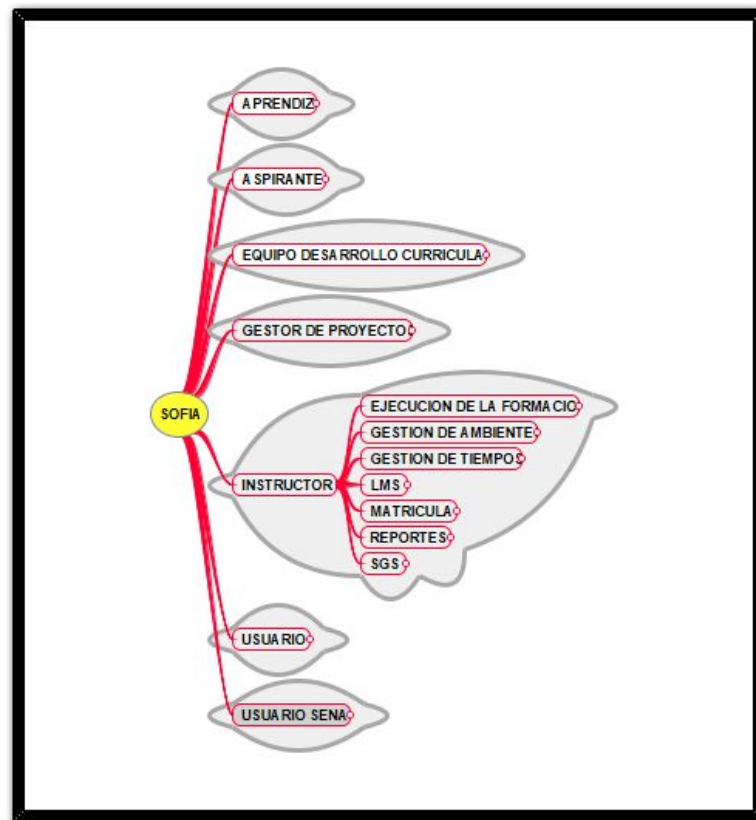 APRENDIZ
ASPIRANTE
EQUIPO DESARROLLO CURRICULA
GESTOR DE PROYECTO
SOFIA
INSTRUCTOR
EJECUCION DE LA FORMACIO
GESTION DE AMBIENTE
GESTION DE TIEMPOS
LMS
MATRICULA
REPORTES
SGS
USUARIO
USUARIO SENA